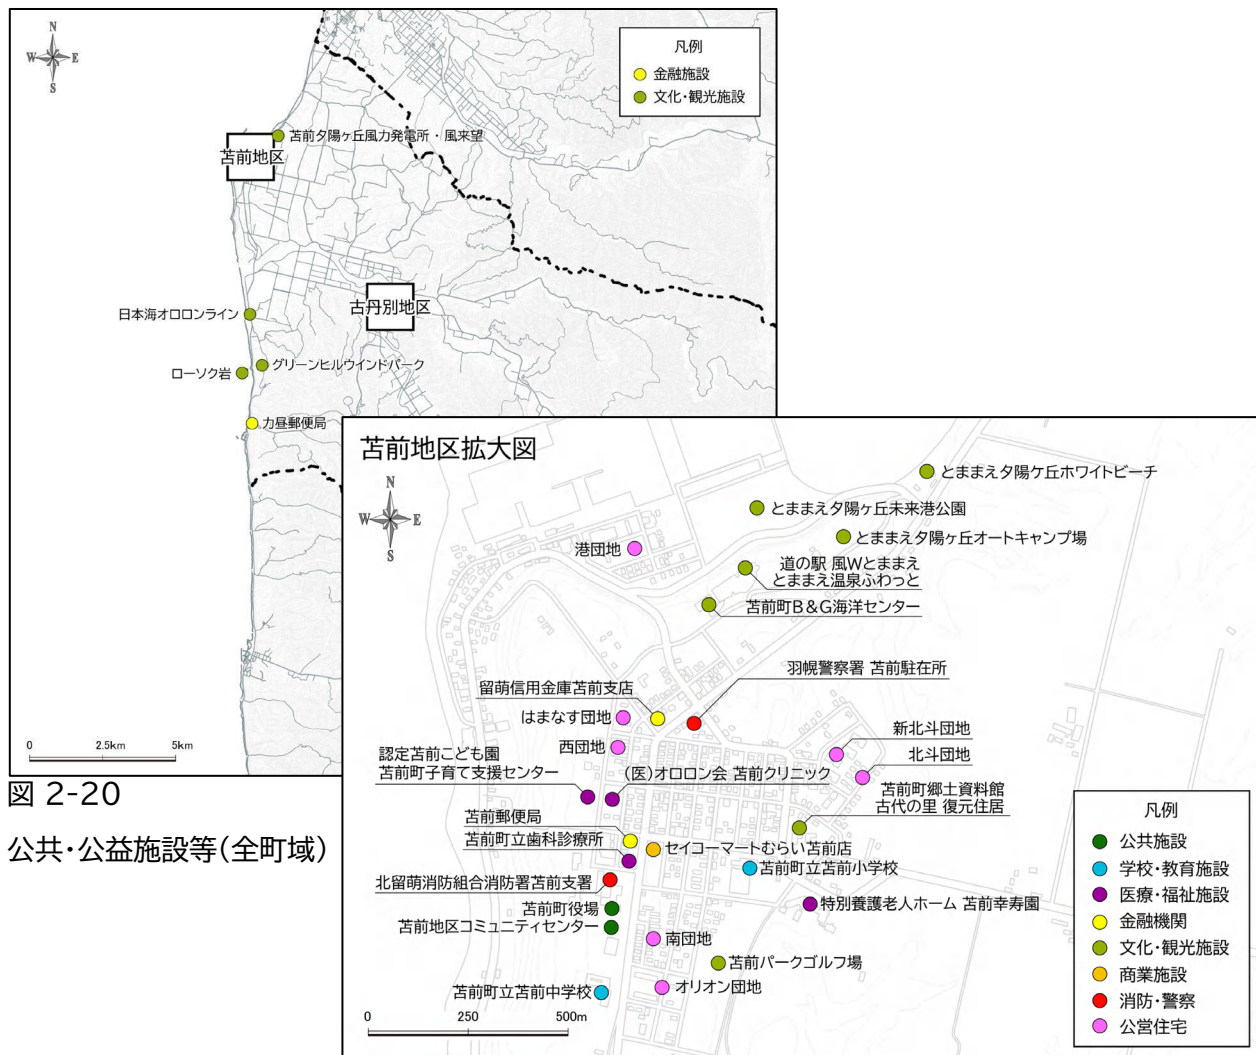 N
W
E
S
凡例
金融施設
文化・観光施設
苫前夕陽ヶ丘風力発電所・風来望
苫前地区
古丹別地区
日本海オロロンライン
グリーンヒルウインドパーク
ローソク岩
力昼郵便局
0
2.5km
5km
図 2-20
公共・公益施設等(全町域)
苫前地区拡大図
N
W
E
S
とままえ夕陽ケ丘ホワイトビーチ
とままえ夕陽ヶ丘未来港公園
とままえ夕陽ヶ丘オートキャンプ場
港団地
道の駅 風Wとままえ
とままえ温泉ふわっと
苫前町B&G海洋センター
羽幌警察署 苫前駐在所
留萌信用金庫苫前支店
はまなす団地
新北斗団地
西団地
北斗団地
認定苫前こども園
苫前町子育て支援センター
(医)オロロン会 苫前クリニック
苫前町郷土資料館
古代の里 復元住居
苫前郵便局
苫前町立歯科診療所
セイコーマートむらい苫前店
苫前町立苫前小学校
北留萌消防組合消防署苫前支署
特別養護老人ホーム 苫前幸寿園
苫前町役場
苫前地区コミュニティセンター
南団地
苫前パークゴルフ場
苫前町立苫前中学校
オリオン団地
0
250
500m
凡例
公共施設
学校・教育施設
医療・福祉施設
金融機関
文化・観光施設
商業施設
消防・警察
公営住宅